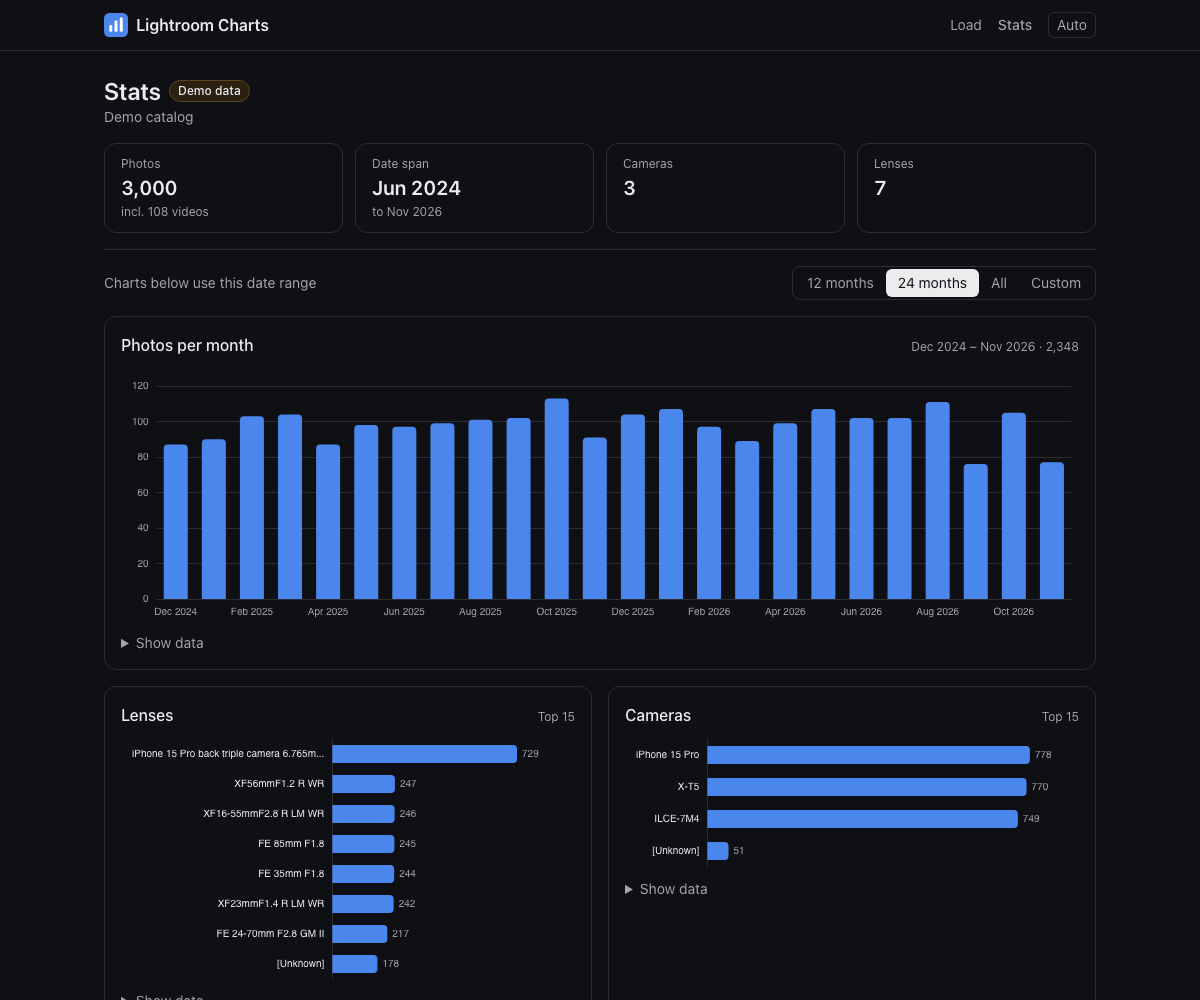 Lightroom Charts
Load Stats Auto
Stats Demo data
Demo catalog
Photos
3,000
incl. 108 videos
Date span
Jun 2024
to Nov 2026
Cameras
3
Lenses
7
Charts below use this date range
12 months 24 months All Custom
Photos per month
Dec 2024 – Nov 2026 · 2,348
120
100
80
60
40
20
0
Dec 2024 Feb 2025 Apr 2025 Jun 2025 Aug 2025 Oct 2025 Dec 2025 Feb 2026 Apr 2026 Jun 2026 Aug 2026 Oct 2026
Show data
Lenses
Top 15
iPhone 15 Pro back triple camera 6.765m... 729
XF56mmF1.2 R WR 247
XF16-55mmF2.8 R LM WR 246
FE 85mm F1.8 245
FE 35mm F1.8 244
XF23mmF1.4 R LM WR 242
FE 24-70mm F2.8 GM II 217
[Unknown] 178
Show data
Cameras
Top 15
iPhone 15 Pro 778
X-T5 770
ILCE-7M4 749
[Unknown] 51
Show data